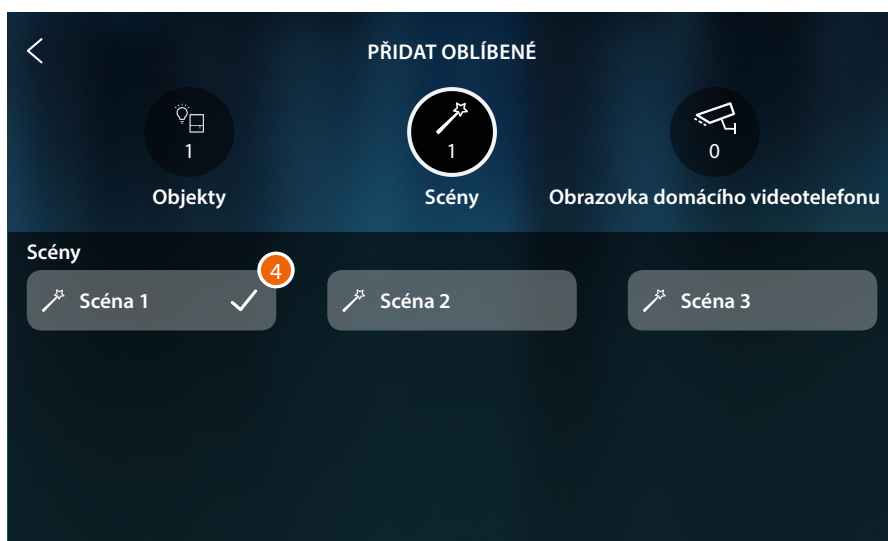 PŘIDAT OBLÍBENÉ
1
1
0
Objekty
Scény
Obrazovka domácího videotelefonu
Scény
4
Scéna 1
Scéna 2
Scéna 3